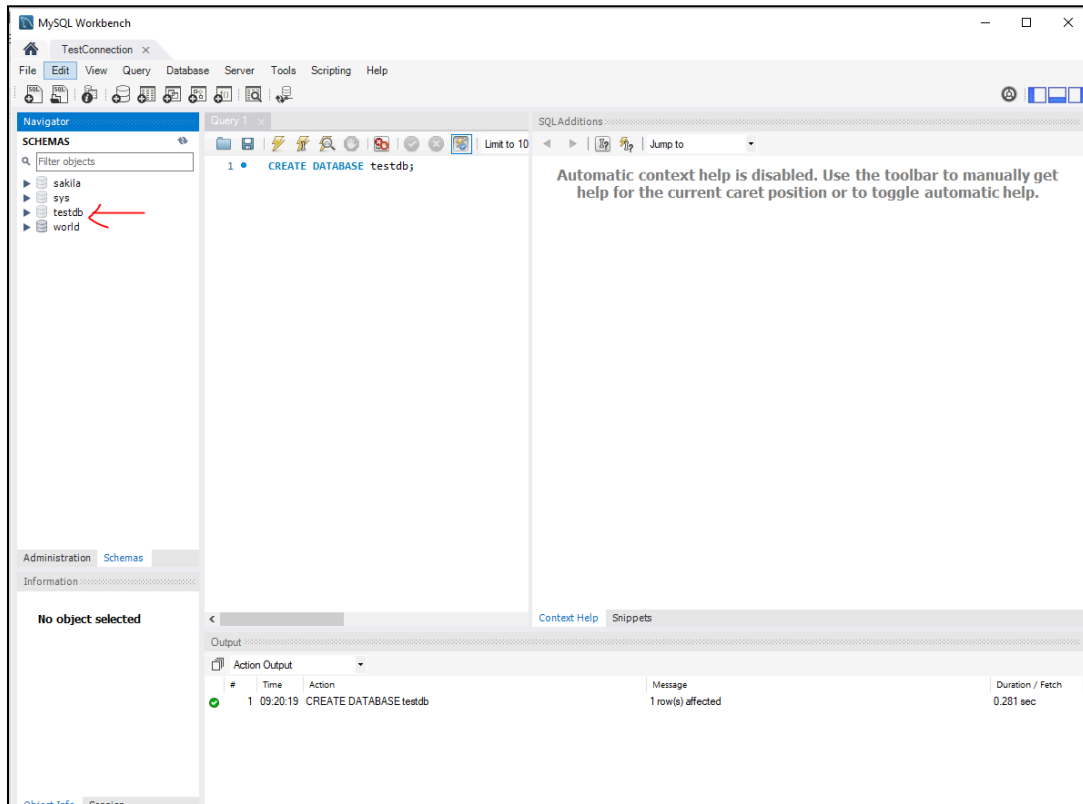 MySQL Workbench
TestConnection
File Edit View Query Database Server Tools Scripting Help
Navigator
SCHEMAS
Filter objects
sakila
sys
testdb
world
Administration Schemas
Information
No object selected
Query 1
Limit to 10
1 CREATE DATABASE testdb;
SQLAdditions
Jump to
Automatic context help is disabled. Use the toolbar to manually get
help for the current caret position or to toggle automatic help.
Context Help Snippets
Output
Action Output
# Time Action Message Duration / Fetch
1 09:20:19 CREATE DATABASE testdb 1 row(s) affected 0.281 sec
Object Info Session